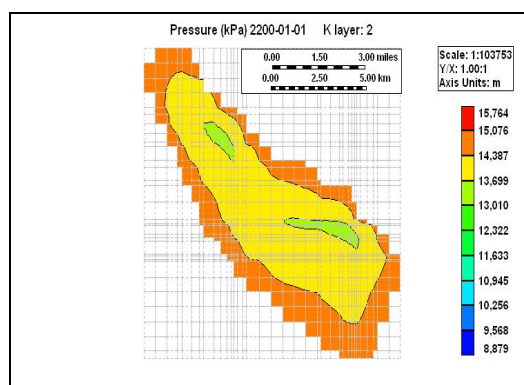 Pressure (kPa) 2200-01-01 K layer: 2
0.00 1.50 3.00 miles
0.00 2.50 5.00 km
Scale: 1:103753
Y/X: 1.00:1
Axis Units: m
15,764
15,076
14,387
13,699
13,010
12,322
11,633
10,945
10,256
9,568
8,879